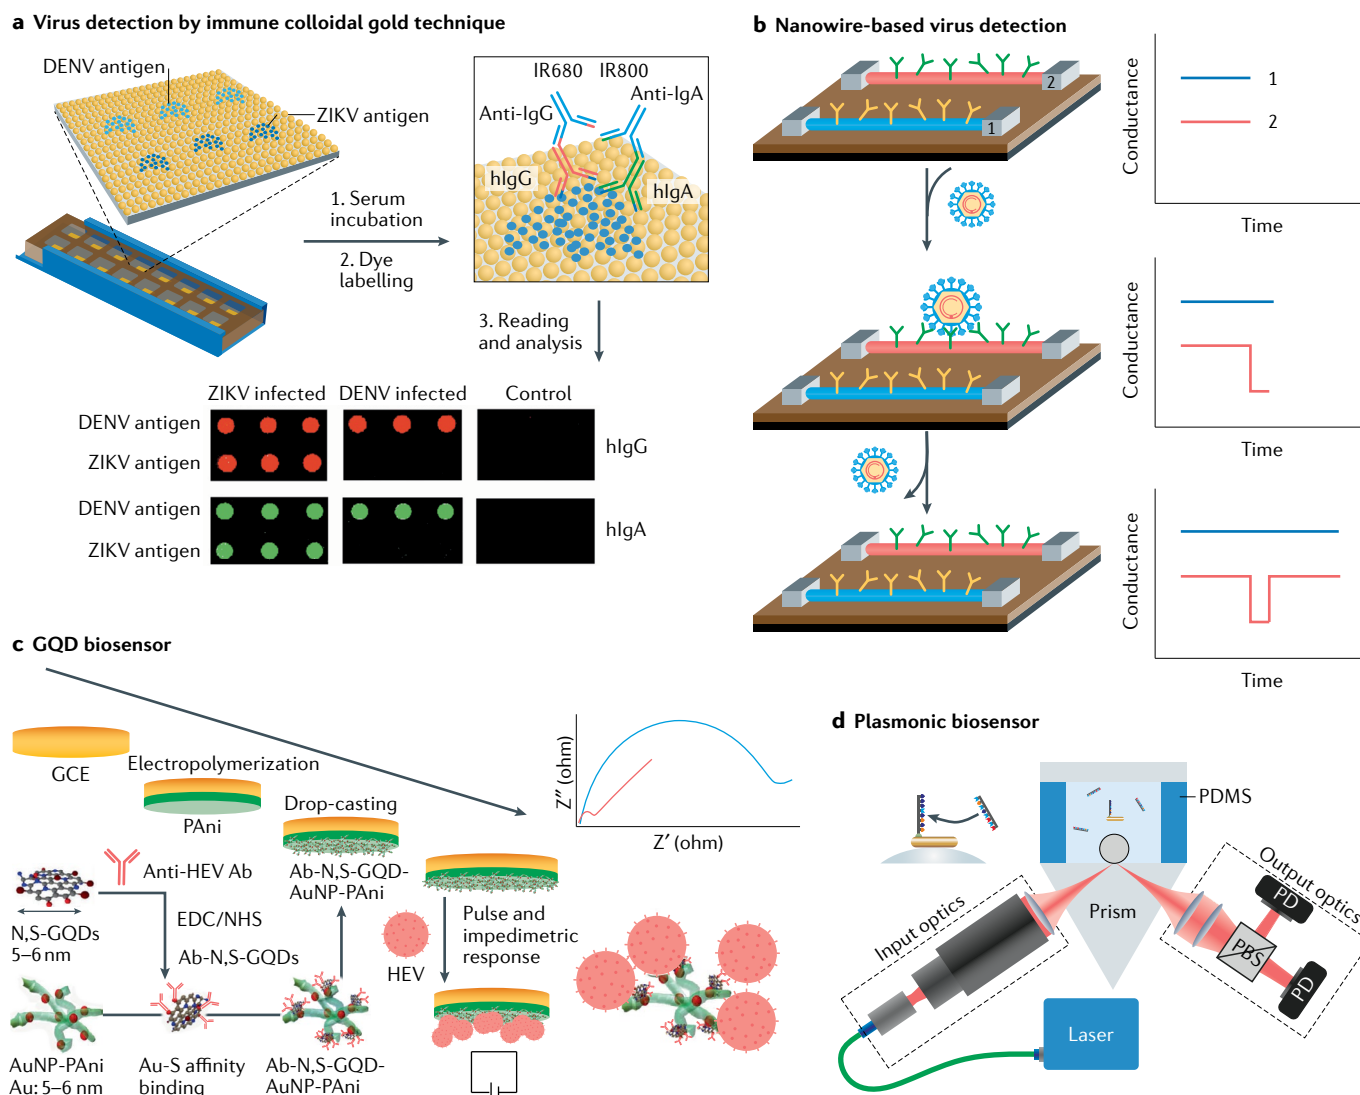 a Virus detection by immune colloidal gold technique
DENV antigen
ZIKV antigen
1. Serum
incubation
2. Dye
labelling
IR680 IR800
Anti-IgG
Anti-IgA
hIgG
hIgA
3. Reading
and analysis
ZIKV infected DENV infected Control
DENV antigen
ZIKV antigen
hIgG
DENV antigen
ZIKV antigen
hIgA
b Nanowire-based virus detection
2
1
Conductance
1
2
Time
Conductance
Time
Conductance
Time
c GQD biosensor
GCE
Electropolymerization
PAni
Drop-casting
Ab-N,S-GQD-
AuNP-PAni
Anti-HEV Ab
N,S-GQDs
5–6 nm
EDC/NHS
Ab-N,S-GQDs
HEV
Pulse and
impedimetric
response
AuNP-PAni
Au: 5–6 nm
Au-S affinity
binding
Ab-N,S-GQD-
AuNP-PAni
Z″ (ohm)
Z′ (ohm)
d Plasmonic biosensor
PDMS
Input optics
Prism
Output optics
PD
PBS
PD
Laser